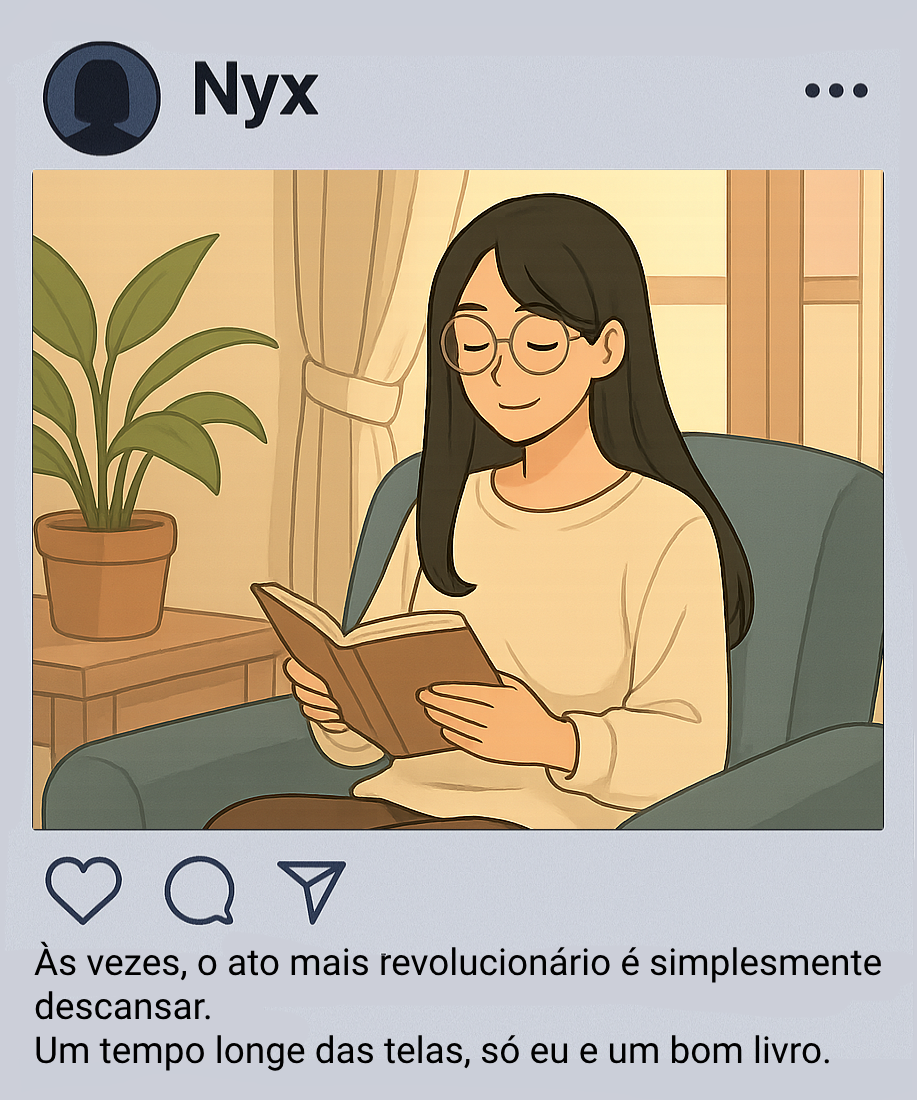 Nyx
Às vezes, o ato mais revolucionário é simplesmente
descansar.
Um tempo longe das telas, só eu e um bom livro.